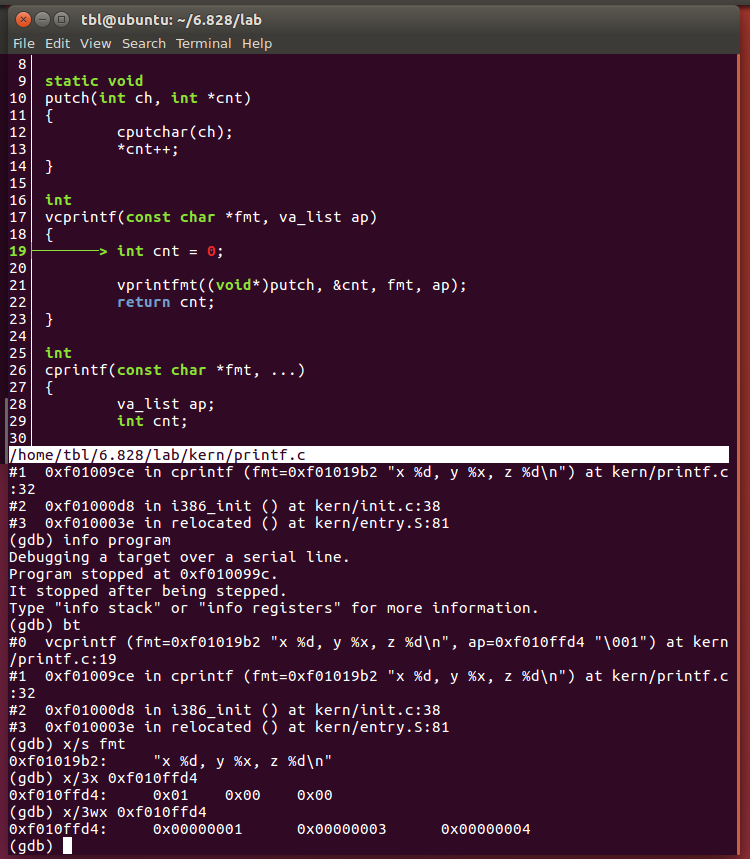 tbl@ubuntu: ~/6.828/lab
File Edit View Search Terminal Help
8
9 static void
10 putch(int ch, int *cnt)
11 {
12 cputchar(ch);
13 *cnt++;
14 }
15
16 int
17 vcprintf(const char *fmt, va_list ap)
18 {
19 > int cnt = 0;
20
21 vprintfmt((void*)putch, &cnt, fmt, ap);
22 return cnt;
23 }
24
25 int
26 cprintf(const char *fmt, ...)
27 {
28 va_list ap;
29 int cnt;
30
/home/tbl/6.828/lab/kern/printf.c
#1 0xf01009ce in cprintf (fmt=0xf01019b2 "x %d, y %x, z %d\n") at kern/printf.c
:32
#2 0xf01000d8 in i386_init () at kern/init.c:38
#3 0xf010003e in relocated () at kern/entry.S:81
(gdb) info program
Debugging a target over a serial line.
Program stopped at 0xf010099c.
It stopped after being stepped.
Type "info stack" or "info registers" for more information.
(gdb) bt
#0 vcprintf (fmt=0xf01019b2 "x %d, y %x, z %d\n", ap=0xf010ffd4 "\001") at kern
/printf.c:19
#1 0xf01009ce in cprintf (fmt=0xf01019b2 "x %d, y %x, z %d\n") at kern/printf.c
:32
#2 0xf01000d8 in i386_init () at kern/init.c:38
#3 0xf010003e in relocated () at kern/entry.S:81
(gdb) x/s fmt
0xf01019b2: "x %d, y %x, z %d\n"
(gdb) x/3x 0xf010ffd4
0xf010ffd4: 0x01 0x00 0x00
(gdb) x/3wx 0xf010ffd4
0xf010ffd4: 0x00000001 0x00000003 0x00000004
(gdb)